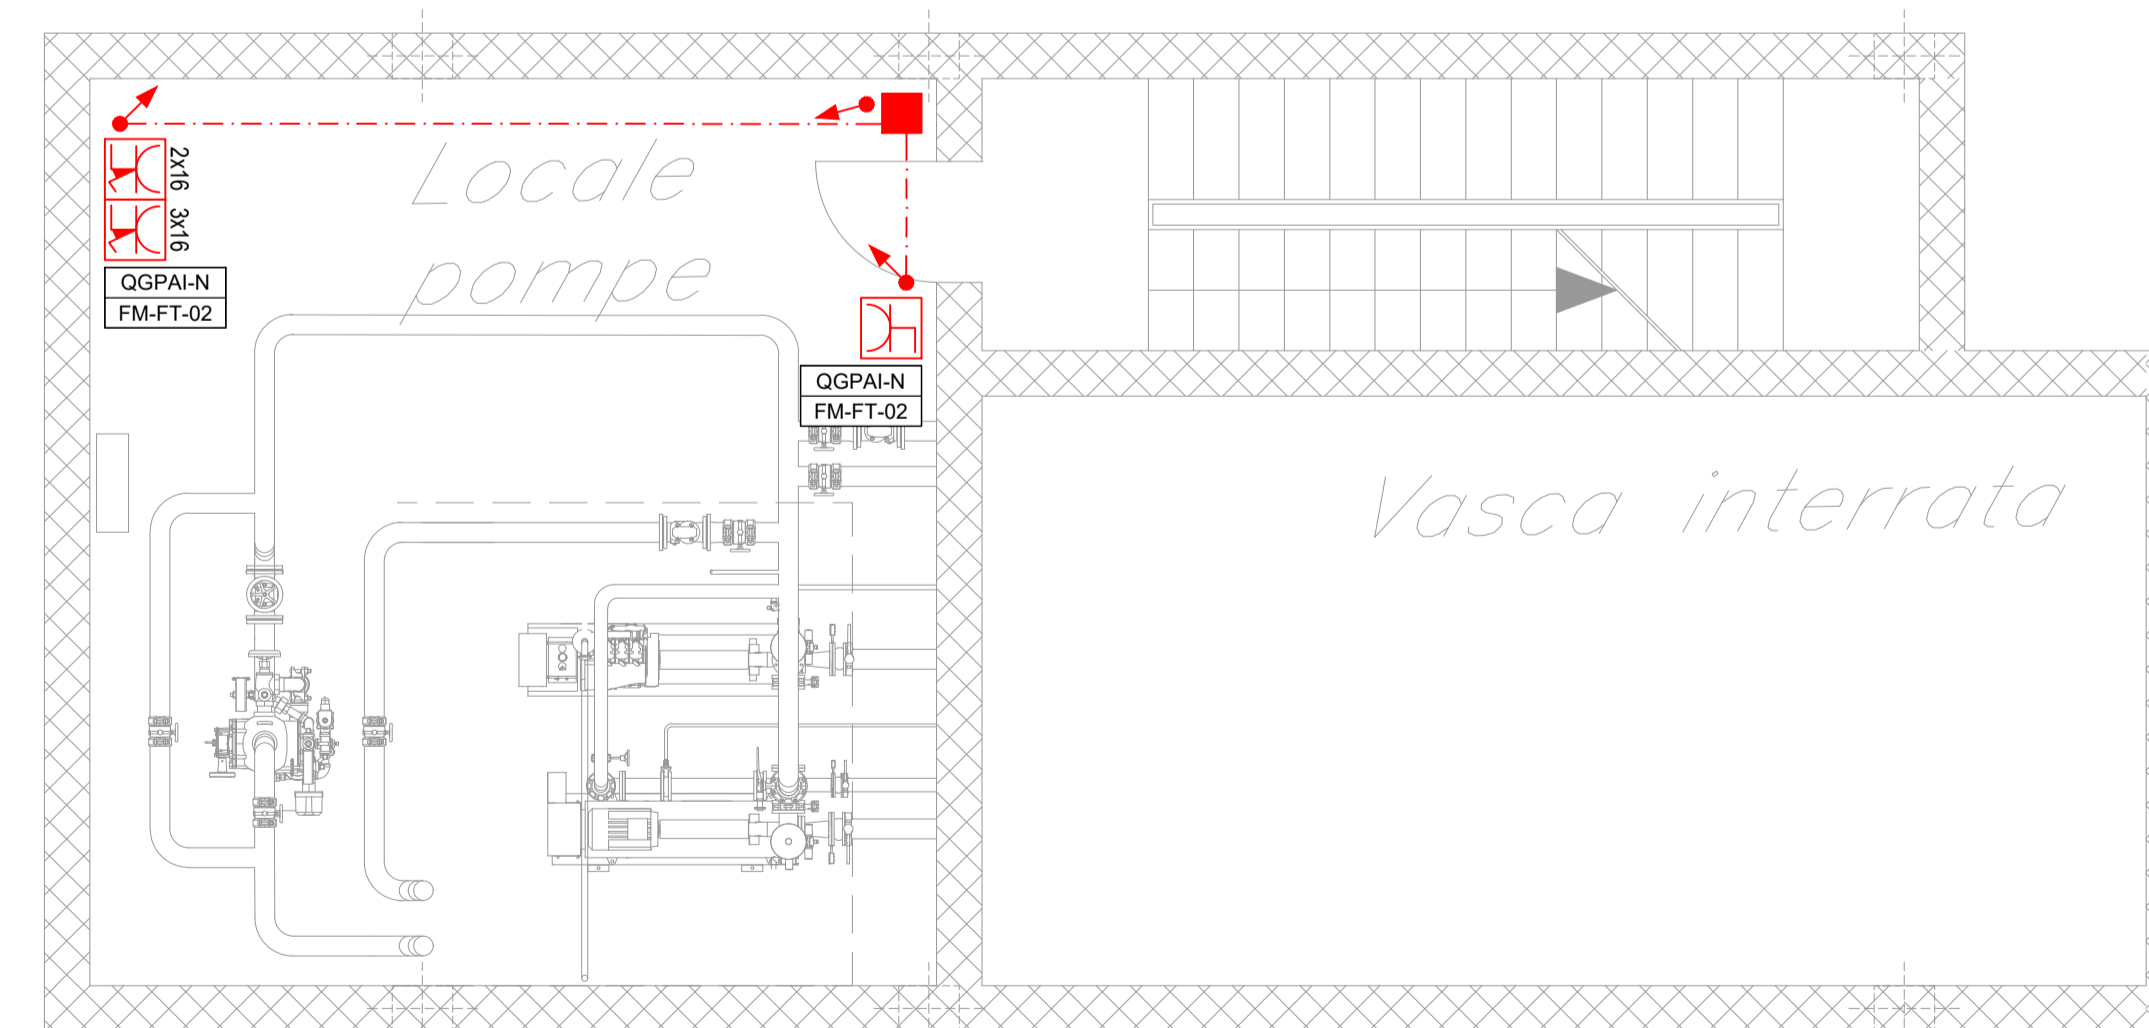 Locale
pompe
2x16
3x16
QGPAI-N
FM-FT-02
QGPAI-N
FM-FT-02
Vasca interrata